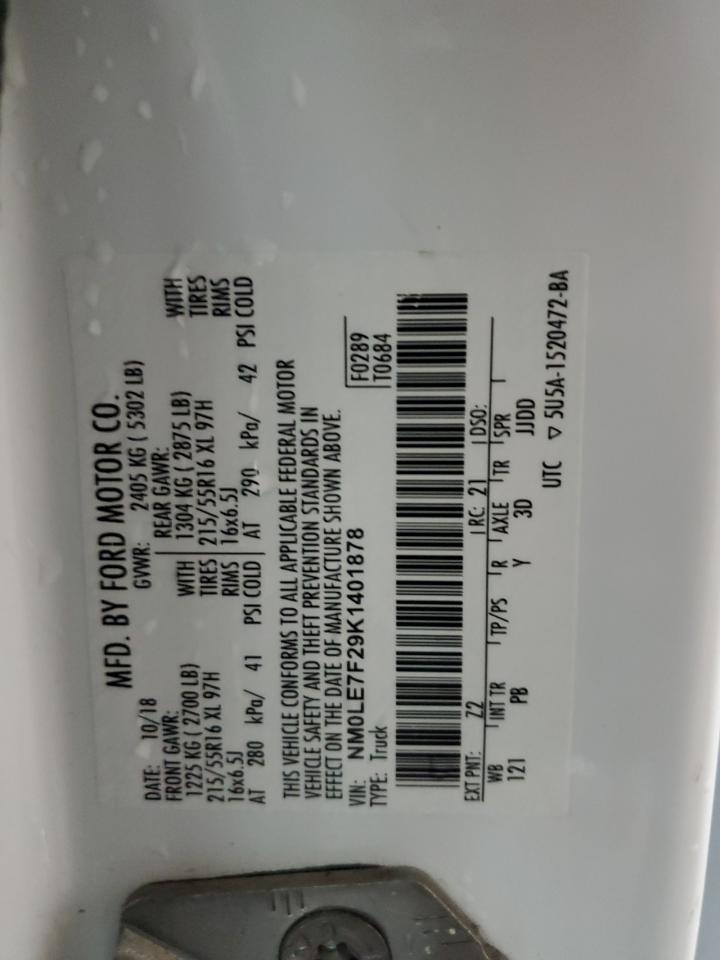 MFD. BY FORD MOTOR CO.
DATE: 10/18 GVWR: 2405 KG ( 5302 LB)
FRONT GAWR: REAR GAWR:
1225 KG ( 2700 LB) WITH 1304 KG ( 2875 LB) WITH
215/55R16 XL 97H TIRES 215/55R16 XL 97H TIRES
16x6.5J RIMS 16x6.5J RIMS
AT 280 kPa/ 41 PSI COLD AT 290 kPa/ 42 PSI COLD
THIS VEHICLE CONFORMS TO ALL APPLICABLE FEDERAL MOTOR
VEHICLE SAFETY AND THEFT PREVENTION STANDARDS IN
EFFECT ON THE DATE OF MANUFACTURE SHOWN ABOVE.
VIN: NM0LE7F29K1401878 F0289
TYPE: Truck T0684
EXT PNT: Z2 RC: 21 DSO:
WB INT TR TP/PS R AXLE TR SPR
121 PB Y 3D JJDD
UTC ▽ 5U5A-1520472-BA